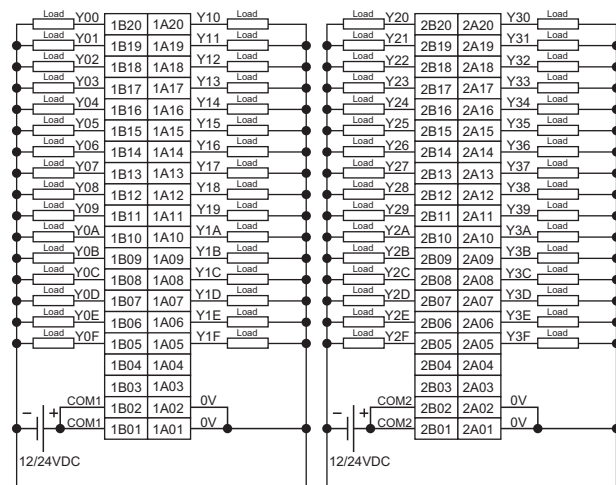 Load Y00 1B20 1A20 Y10 Load Load Y20 2B20 2A20 Y30 Load
Load Y01 1B19 1A19 Y11 Load Load Y21 2B19 2A19 Y31 Load
Load Y02 1B18 1A18 Y12 Load Load Y22 2B18 2A18 Y32 Load
Load Y03 1B17 1A17 Y13 Load Load Y23 2B17 2A17 Y33 Load
Load Y04 1B16 1A16 Y14 Load Load Y24 2B16 2A16 Y34 Load
Load Y05 1B15 1A15 Y15 Load Load Y25 2B15 2A15 Y35 Load
Load Y06 1B14 1A14 Y16 Load Load Y26 2B14 2A14 Y36 Load
Load Y07 1B13 1A13 Y17 Load Load Y27 2B13 2A13 Y37 Load
Load Y08 1B12 1A12 Y18 Load Load Y28 2B12 2A12 Y38 Load
Load Y09 1B11 1A11 Y19 Load Load Y29 2B11 2A11 Y39 Load
Load Y0A 1B10 1A10 Y1A Load Load Y2A 2B10 2A10 Y3A Load
Load Y0B 1B09 1A09 Y1B Load Load Y2B 2B09 2A09 Y3B Load
Load Y0C 1B08 1A08 Y1C Load Load Y2C 2B08 2A08 Y3C Load
Load Y0D 1B07 1A07 Y1D Load Load Y2D 2B07 2A07 Y3D Load
Load Y0E 1B06 1A06 Y1E Load Load Y2E 2B06 2A06 Y3E Load
Load Y0F 1B05 1A05 Y1F Load Load Y2F 2B05 2A05 Y3F Load
1B04 1A04 2B04 2A04
1B03 1A03 2B03 2A03
− + COM1 1B02 1A02 0V − + COM2 2B02 2A02 0V
COM1 1B01 1A01 0V COM2 2B01 2A01 0V
12/24VDC 12/24VDC